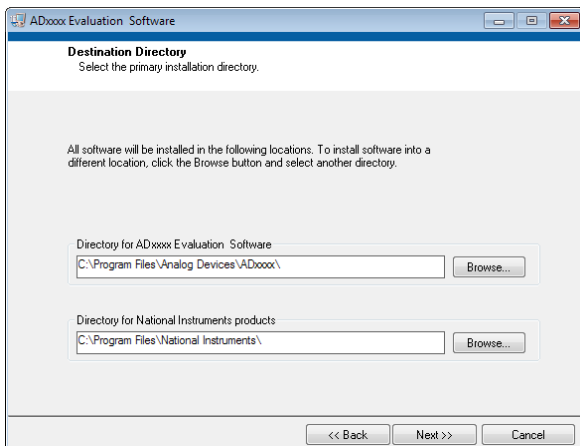 ADxxxx Evaluation Software
Destination Directory
Select the primary installation directory.
All software will be installed in the following locations. To install software into a
different location, click the Browse button and select another directory.
Directory for ADxxxx Evaluation Software
C:\Program Files\Analog Devices\ADxxxx\
Browse...
Directory for National Instruments products
C:\Program Files\National Instruments\
Browse...
<< Back
Next >>
Cancel